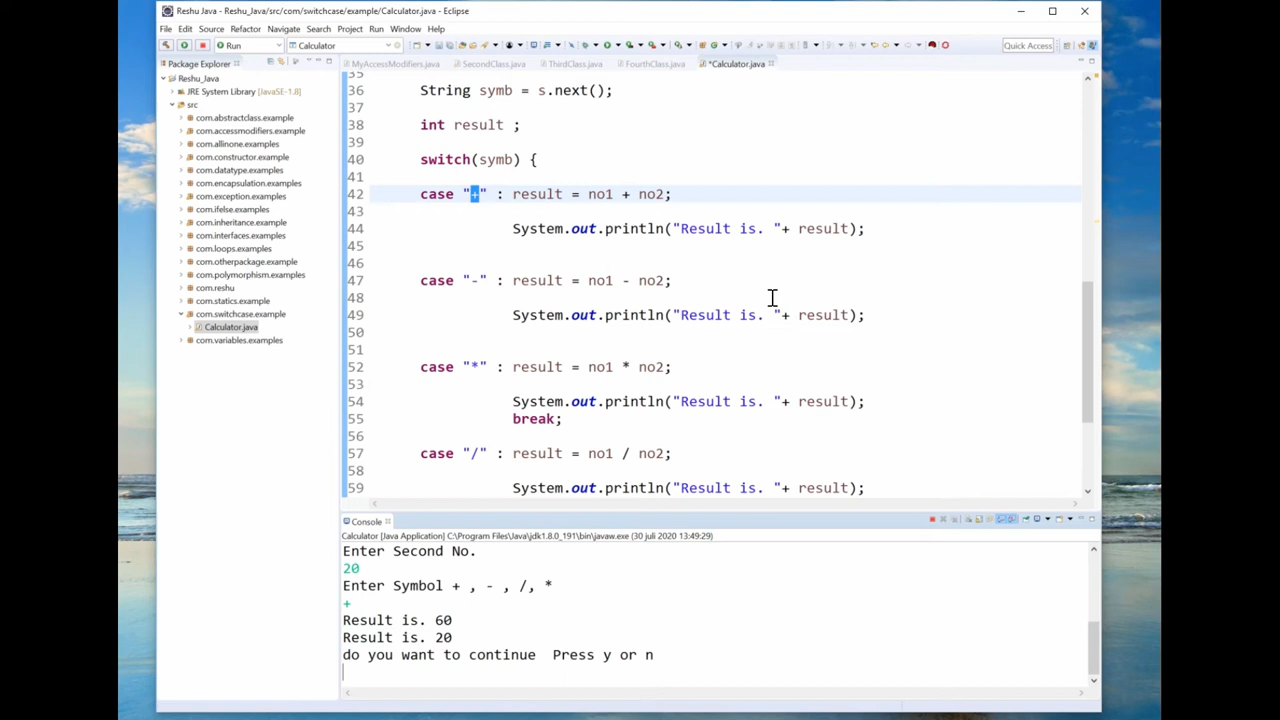 Reshu Java - Reshu_Java/src/com/switchcase/example/Calculator.java - Eclipse
File Edit Source Refactor Navigate Search Project Run Window Help
Run
Calculator
Quick Access
Package Explorer
MyAccessModifiers.java
SecondClass.java
ThirdClass.java
FourthClass.java
*Calculator.java
Reshu_Java
JRE System Library [JavaSE-1.8]
src
com.abstractclass.example
com.accessmodifiers.example
com.allinone.example
com.constructor.example
com.datatype.examples
com.encapsulation.examples
com.exception.examples
com.ifelse.examples
com.inheritance.example
com.interfaces.examples
com.loops.examples
com.otherpackage.example
com.polymorphism.examples
com.reshu
com.statics.example
com.switchcase.example
Calculator.java
com.variables.examples
35
36 String symb = s.next();
37
38 int result ;
39
40 switch(symb) {
41
42 case "+" : result = no1 + no2;
43
44 System.out.println("Result is. "+ result);
45
46
47 case "-" : result = no1 - no2;
48
49 System.out.println("Result is. "+ result);
50
51
52 case "*" : result = no1 * no2;
53
54 System.out.println("Result is. "+ result);
55 break;
56
57 case "/" : result = no1 / no2;
58
59 System.out.println("Result is. "+ result);
Console
Calculator [Java Application] C:\Program Files\Java\jdk1.8.0_191\bin\javaw.exe (30 juli 2020 13:49:29)
Enter Second No.
20
Enter Symbol + , - , /, *
+
Result is. 60
Result is. 20
do you want to continue  Press y or n